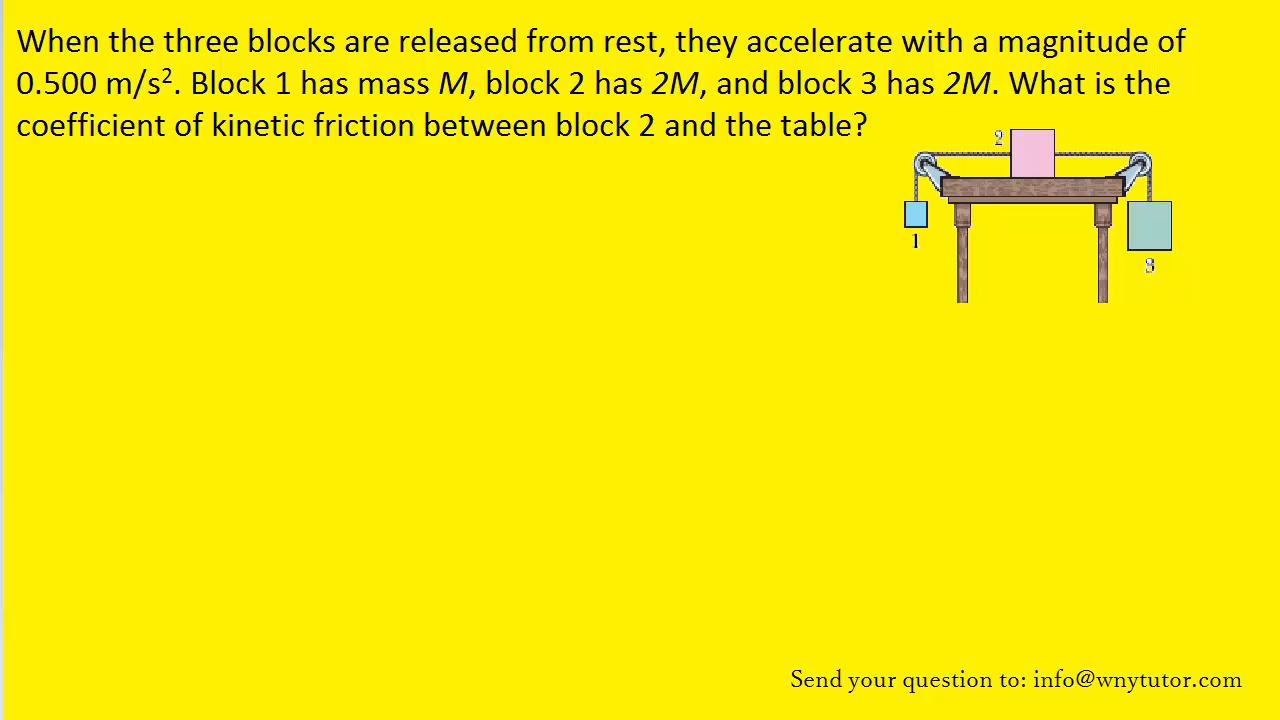 When the three blocks are released from rest, they accelerate with a magnitude of
0.500 m/s². Block 1 has mass M, block 2 has 2M, and block 3 has 2M. What is the
coefficient of kinetic friction between block 2 and the table?
2
1
3
Send your question to: info@wnytutor.com